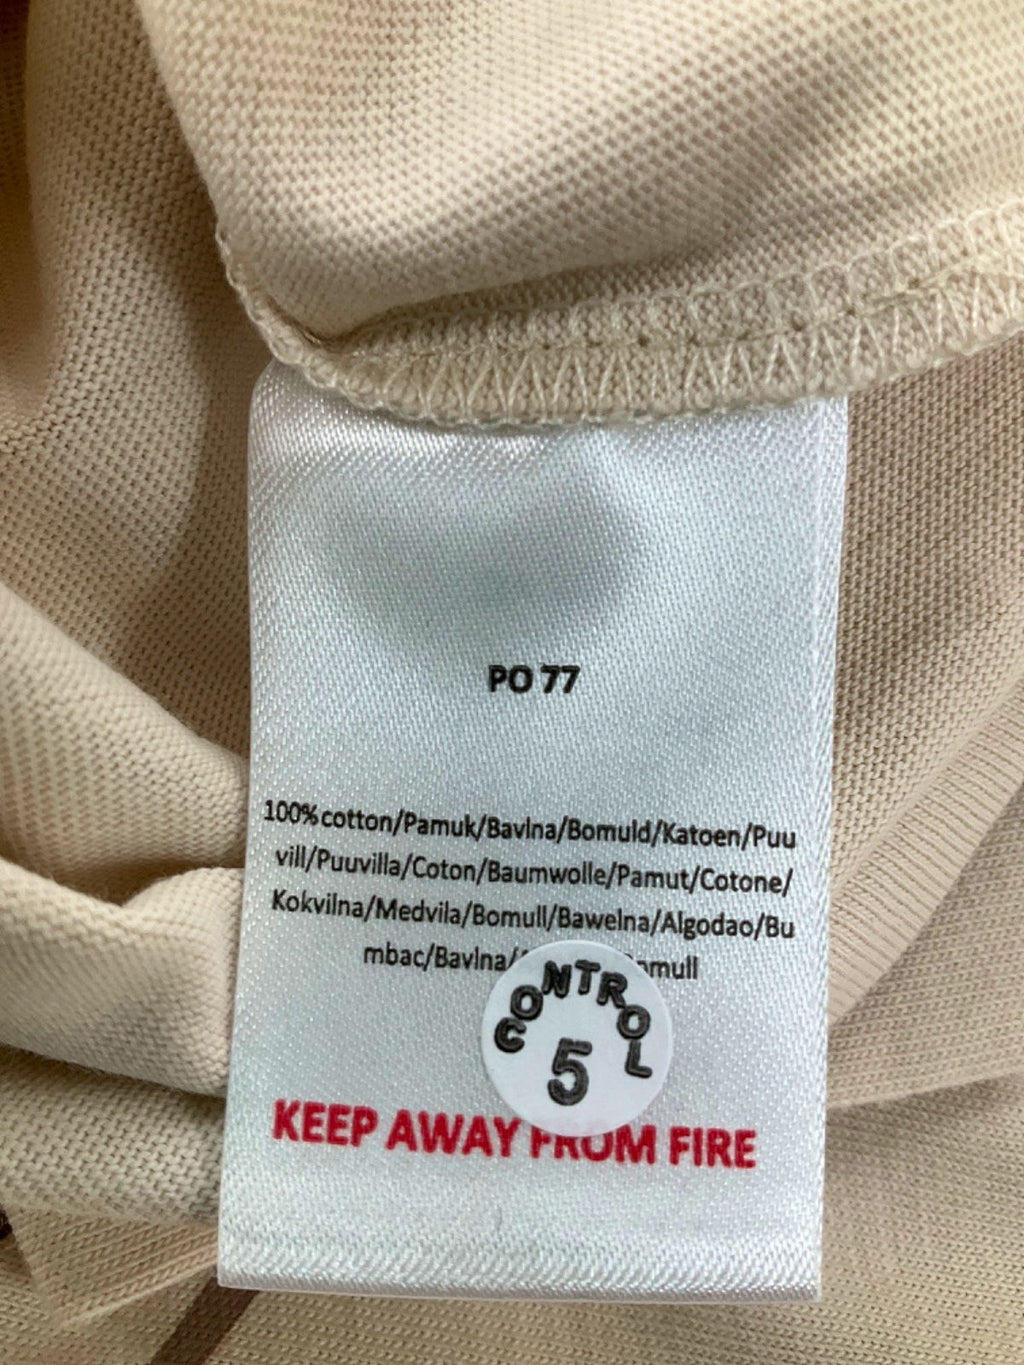 PO 77
100% cotton/Pamuk/Bavlna/Bomuld/Katoen/Puu
vill/Puuvilla/Coton/Baumwolle/Pamut/Cotone/
Kokvilna/Medvila/Bomull/Bawelna/Algodao/Bu
mbac/Bavlna/
CONTROL
5
KEEP AWAY FROM FIRE